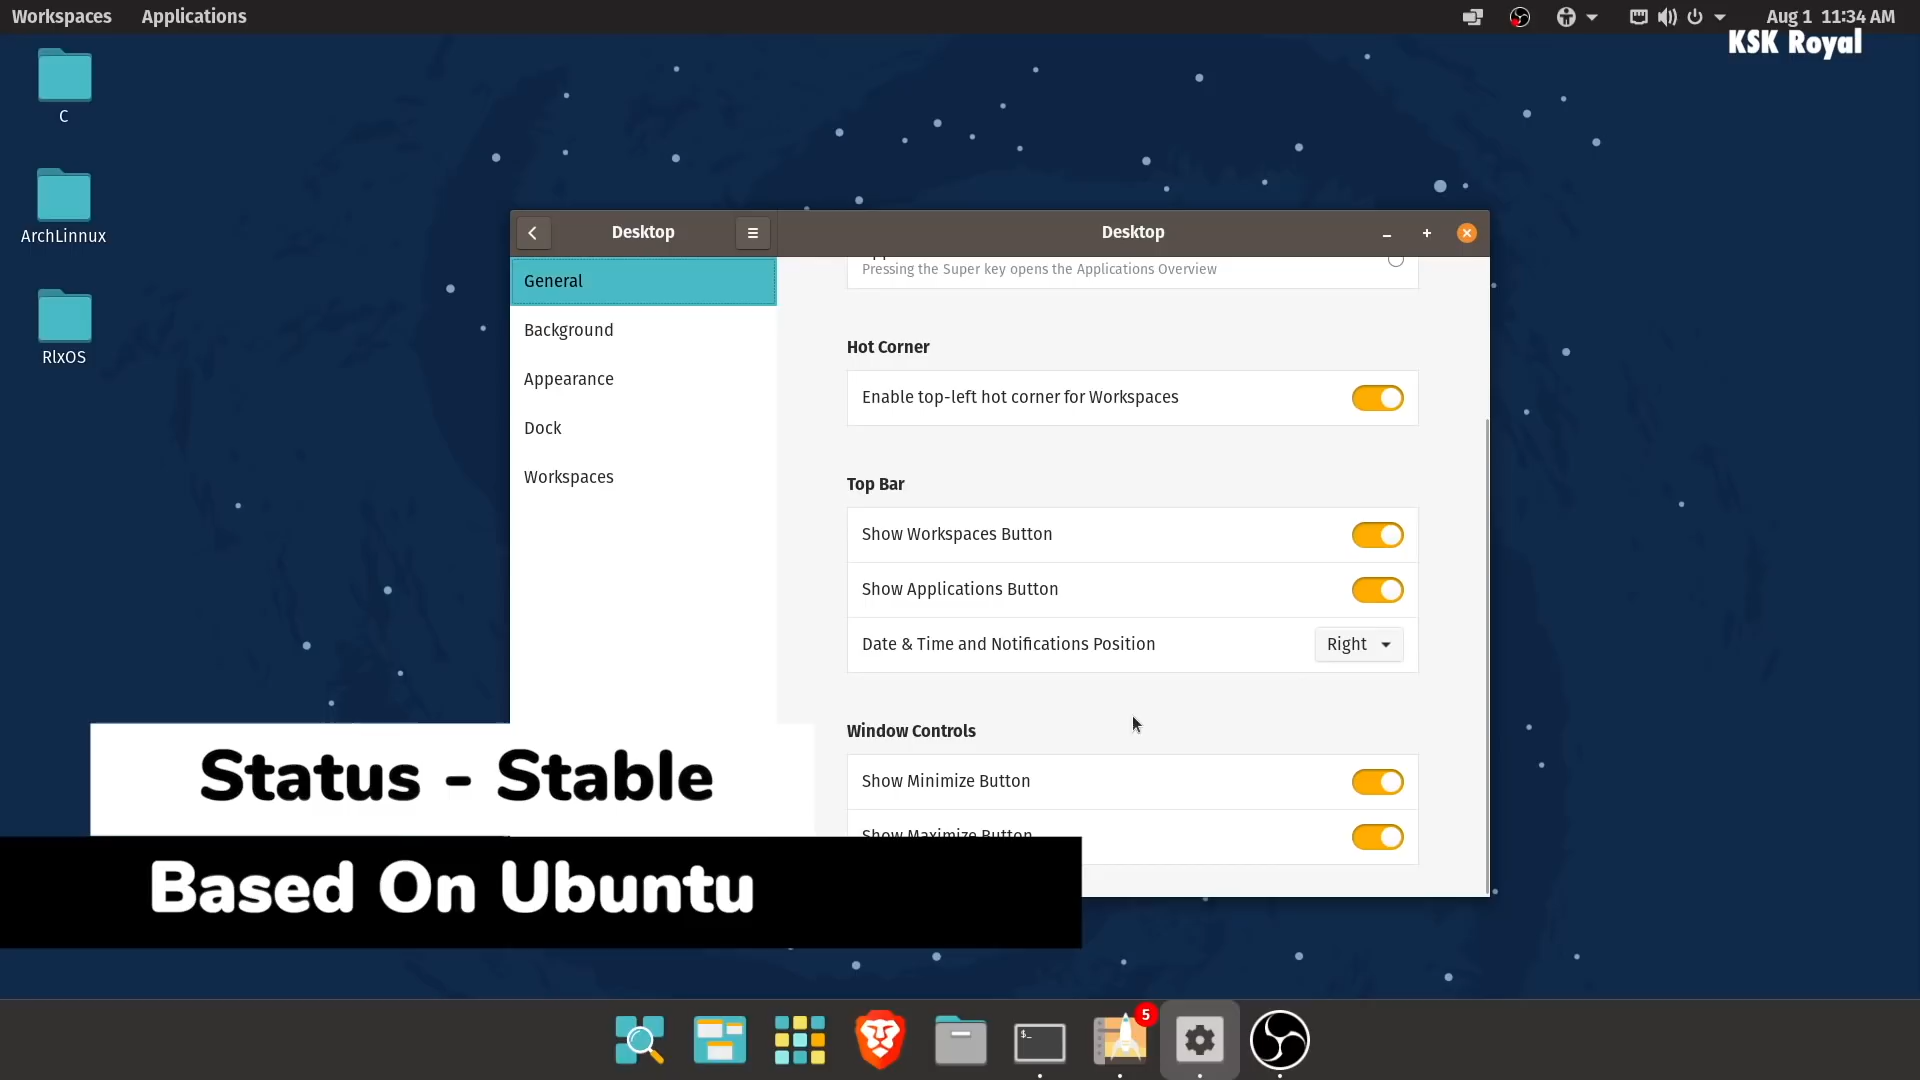 Workspaces Applications
Aug 1 11:34 AM
KSK Royal
C
ArchLinnux
RlxOS
Desktop
Desktop
General
Background
Appearance
Dock
Workspaces
Pressing the Super key opens the Applications Overview
Hot Corner
Enable top-left hot corner for Workspaces
Top Bar
Show Workspaces Button
Show Applications Button
Date & Time and Notifications Position Right
Window Controls
Show Minimize Button
Show Maximize Button
Status - Stable
Based On Ubuntu
$_
5